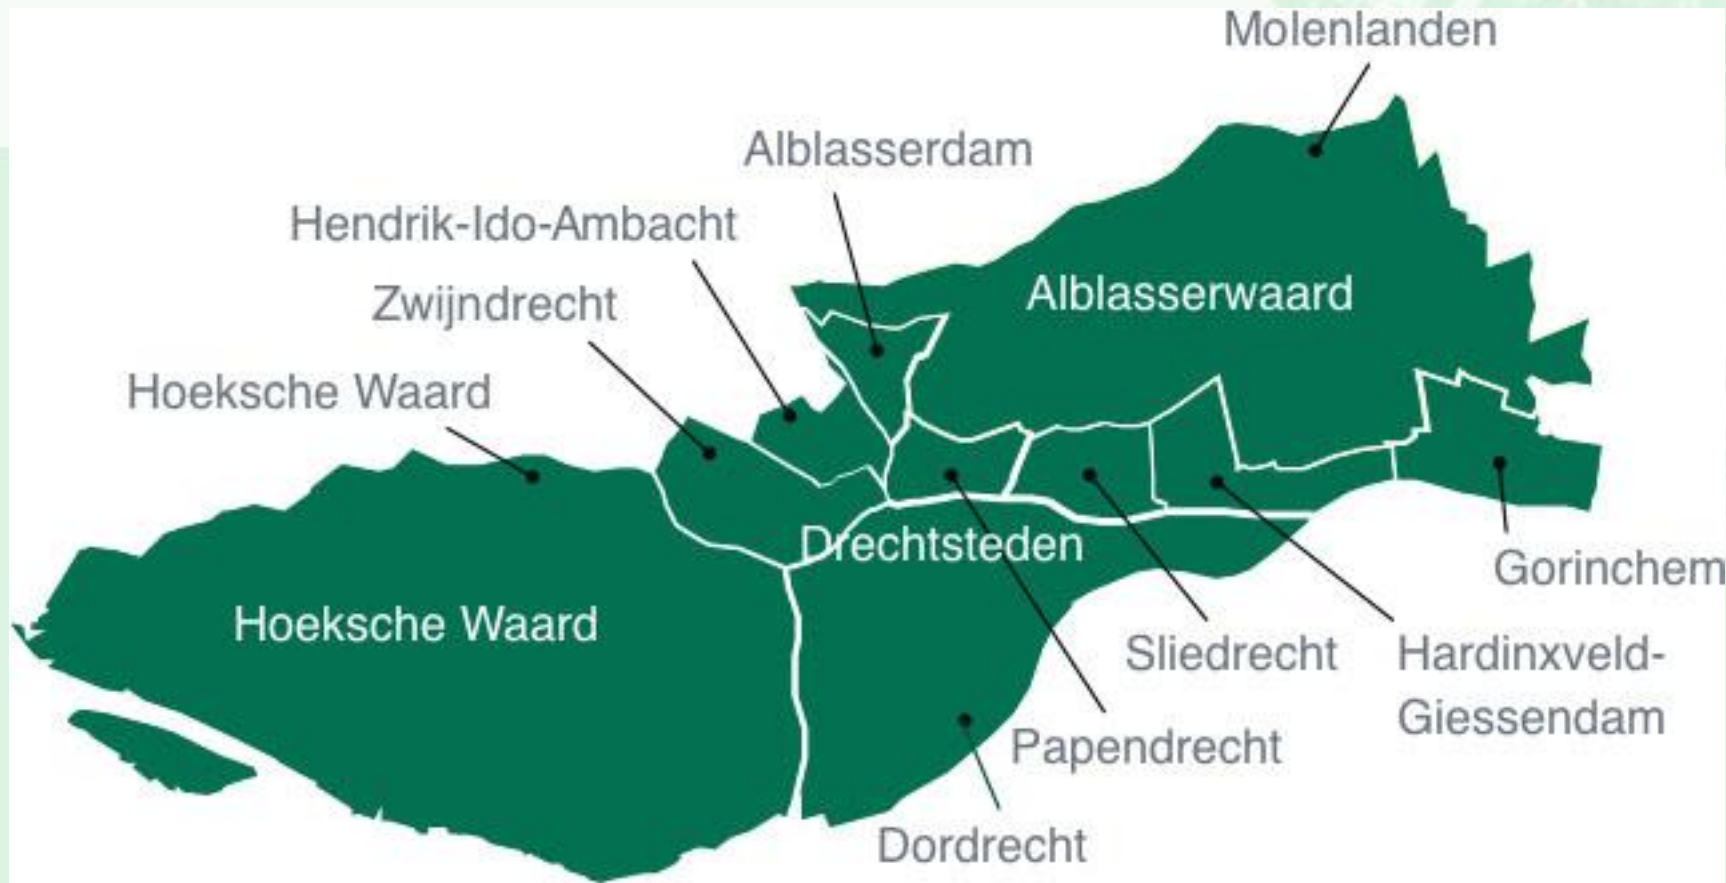 Molenlanden
Alblasserdam
Hendrik-Ido-Ambacht
Zwijndrecht
Alblasserwaard
Hoeksche Waard
Drechtsteden
Gorinchem
Hoeksche Waard
Sliedrecht
Hardinxveld-
Giessendam
Papendrecht
Dordrecht